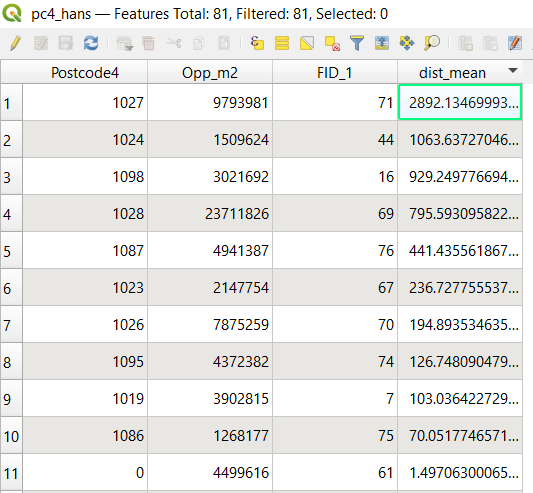 pc4_hans — Features Total: 81, Filtered: 81, Selected: 0
Postcode4 Opp_m2 FID_1 dist_mean
1 1027 9793981 71 2892.13469993...
2 1024 1509624 44 1063.63727046...
3 1098 3021692 16 929.249776694...
4 1028 23711826 69 795.593095822...
5 1087 4941387 76 441.435561867...
6 1023 2147754 67 236.727755537...
7 1026 7875259 70 194.893534635...
8 1095 4372382 74 126.748090479...
9 1019 3902815 7 103.036422729...
10 1086 1268177 75 70.0517746571...
11 0 4499616 61 1.49706300065...